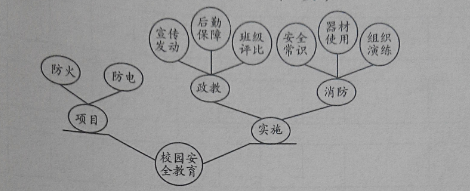 宣传
发动
后勤
保障
班级
评比
安全
常识
器材
使用
组织
演练
防火
防电
政教
消防
项目
实施
校园安
全教育